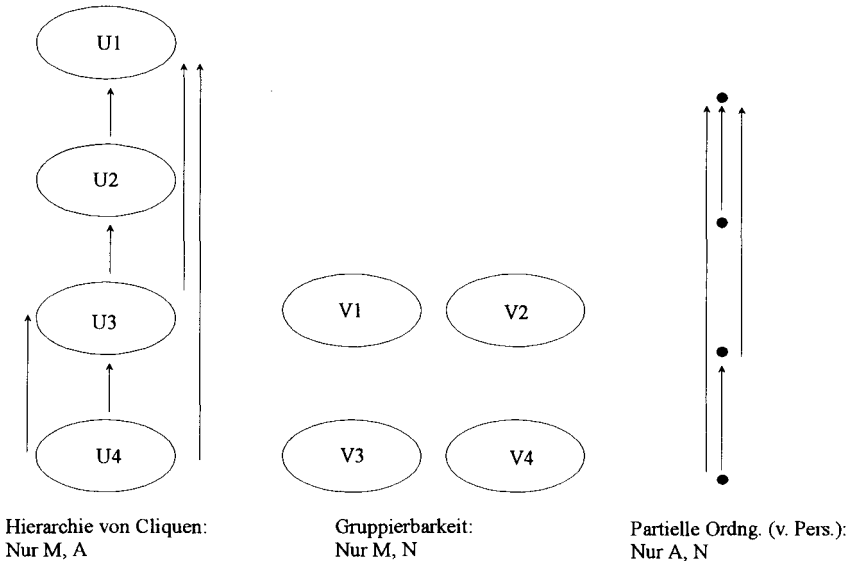 U1
U2
U3
U4
V1
V2
V3
V4
Hierarchie von Cliquen:
Nur M, A
Gruppierbarkeit:
Nur M, N
Partielle Ordng. (v. Pers.):
Nur A, N